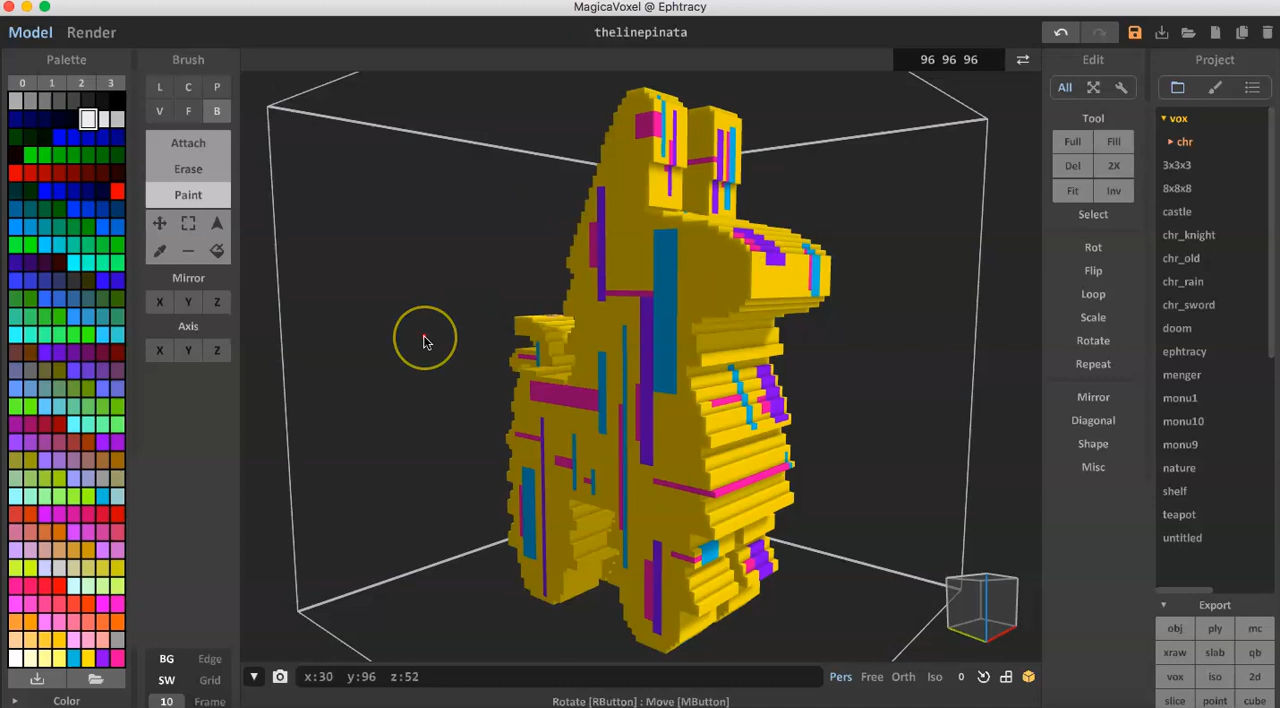 MagicaVoxel @ Ephtracy
Model Render
thelinepinata
Palette
Brush
96 96 96
Edit
Project
0 1 2 3
L C P
V F B
Attach
Erase
Paint
Mirror
X Y Z
Axis
X Y Z
BG Edge
SW Grid
10 Frame
Color
x:30 y:96 z:52
Pers Free Orth Iso 0
Rotate [RButton] : Move [MButton]
All
Tool
Full Fill
Del 2X
Fit Inv
Select
Rot
Flip
Loop
Scale
Rotate
Repeat
Mirror
Diagonal
Shape
Misc
vox
chr
3x3x3
8x8x8
castle
chr_knight
chr_old
chr_rain
chr_sword
doom
ephtracy
menger
monu1
monu10
monu9
nature
shelf
teapot
untitled
Export
obj ply mc
xraw slab qb
vox iso 2d
slice point cube